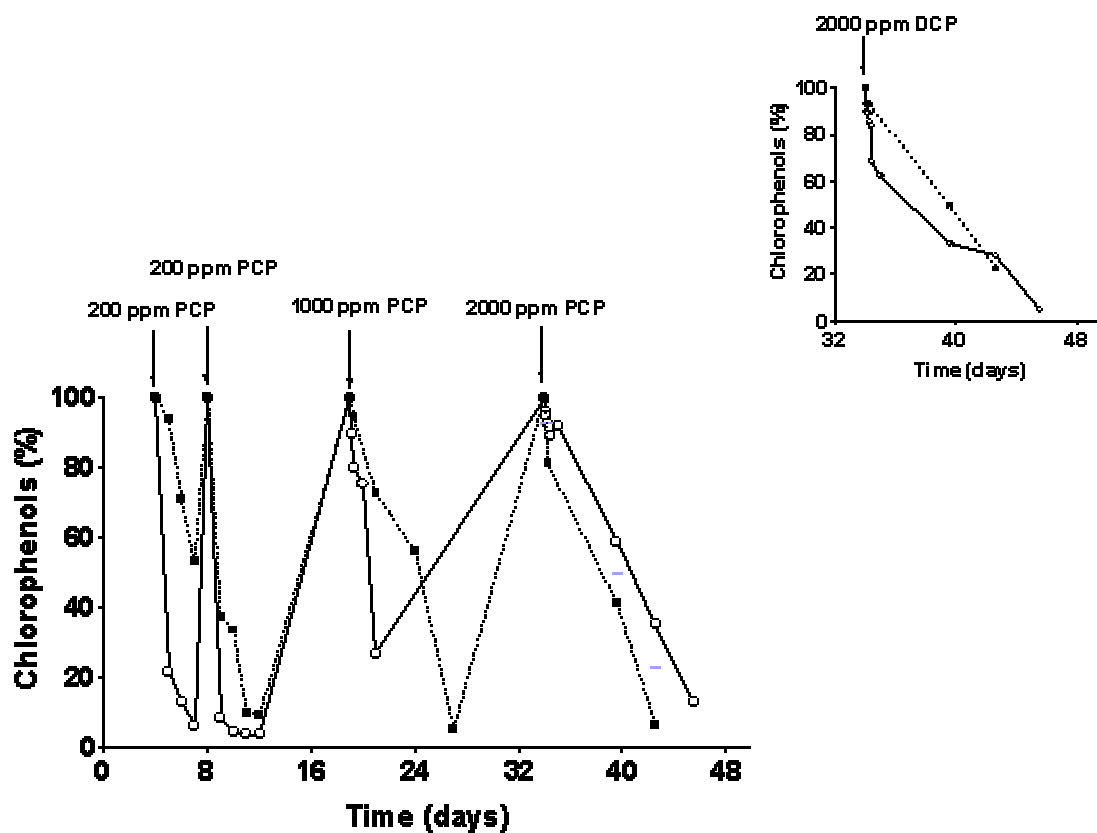 2000 ppm DCP
100
80
60
40
20
0
Chlorophenols (%)
32 40 48
Time (days)
200 ppm PCP
200 ppm PCP
1000 ppm PCP
2000 ppm PCP
100
80
60
40
20
0
Chlorophenols (%)
0 8 16 24 32 40 48
Time (days)